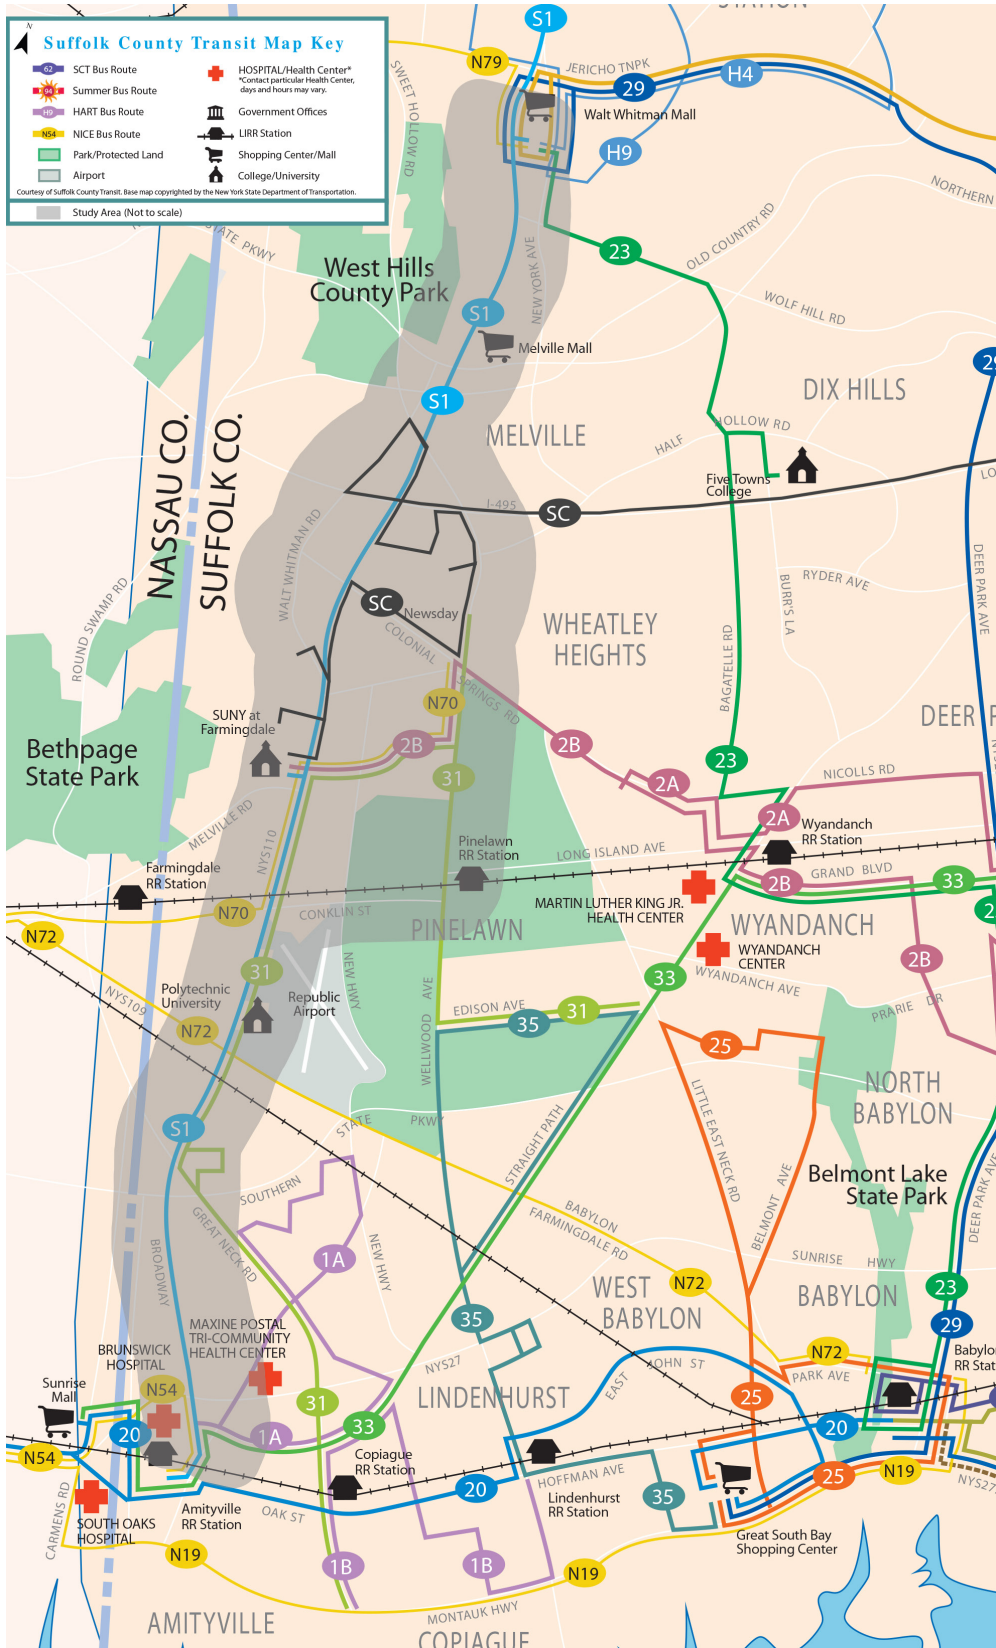 STATION
N
Suffolk County Transit Map Key
62
SCT Bus Route
94
Summer Bus Route
H9
HART Bus Route
N54
NICE Bus Route
Park/Protected Land
Airport
HOSPITAL/Health Center*
*Contact particular Health Center,
days and hours may vary.
Government Offices
LIRR Station
Shopping Center/Mall
College/University
Courtesy of Suffolk County Transit. Base map copyrighted by the New York State Department of Transportation.
Study Area (Not to scale)
S1
N79
JERICHO TNPK
29
H4
Walt Whitman Mall
H9
SWEET HOLLOW RD
NORTHERN
STATE PKWY
23
OLD COUNTRY RD
West Hills
County Park
NEW YORK AVE
WOLF HILL RD
S1
Melville Mall
29
DIX HILLS
S1
NASSAU CO.
SUFFOLK CO.
MELVILLE
HOLLOW RD
HALF
Five Towns
College
I-495
SC
LO
WALT WHITMAN RD
DEER PARK AVE
RYDER AVE
BURR'S LA
ROUND SWAMP RD
SC
Newsday
COLONIAL
SPRINGS RD
WHEATLEY
HEIGHTS
BAGATELLE RD
N70
SUNY at
Farmingdale
DEER P
Bethpage
State Park
2B
2B
31
23
2A
NICOLLS RD
2A
MELVILLE RD
NYS110
Wyandanch
RR Station
Pinelawn
RR Station
LONG ISLAND AVE
Farmingdale
RR Station
GRAND BLVD
2B
33
MARTIN LUTHER KING JR.
HEALTH CENTER
N70
CONKLIN ST
PINELAWN
WYANDANCH
N72
WYANDANCH
CENTER
2B
31
NEW HWY
33
WYANDANCH AVE
Polytechnic
University
Republic
Airport
NYS109
WELLWOOD AVE
EDISON AVE
31
35
PRARIE DR
N72
25
NORTH
BABYLON
STATE PKWY
S1
STRAIGHT PATH
LITTLE EAST NECK RD
Belmont Lake
State Park
SOUTHERN
GREAT NECK RD
BELMONT AVE
DEER PARK AVE
BABYLON
FARMINGDALE RD
BROADWAY
1A
NEW HWY
SUNRISE HWY
WEST
BABYLON
N72
BABYLON
23
35
29
MAXINE POSTAL
TRI-COMMUNITY
HEALTH CENTER
BRUNSWICK
HOSPITAL
NYS27
JOHN ST
N72
Babylon
RR Stat
PARK AVE
Sunrise
Mall
N54
LINDENHURST
EAST
25
31
33
20
1A
20
N54
Copiague
RR Station
HOFFMAN AVE
25
N19
NYS27
CARMENS RD
20
35
SOUTH OAKS
HOSPITAL
Amityville
RR Station
OAK ST
Lindenhurst
RR Station
Great South Bay
Shopping Center
N19
1B
1B
N19
MONTAUK HWY
AMITYVILLE
COPIAGUE